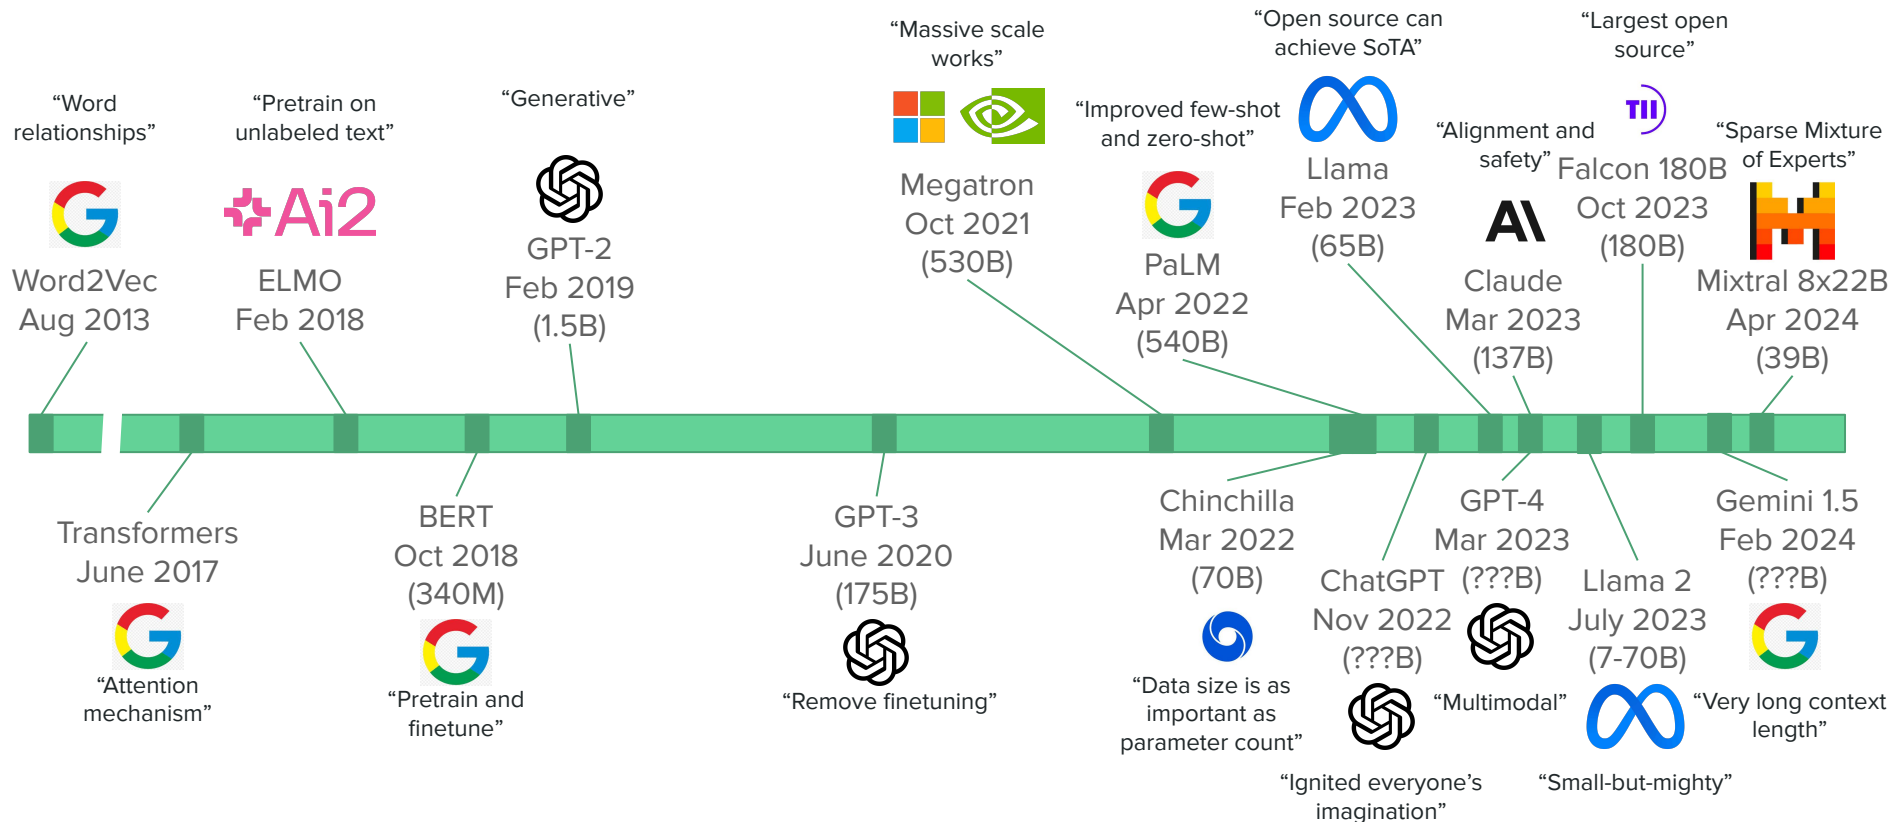 “Word
relationships”
Word2Vec
Aug 2013
“Pretrain on
unlabeled text”
Ai2
ELMO
Feb 2018
“Generative”
GPT-2
Feb 2019
(1.5B)
“Massive scale
works”
Megatron
Oct 2021
(530B)
“Improved few-shot
and zero-shot”
PaLM
Apr 2022
(540B)
“Open source can
achieve SoTA”
Llama
Feb 2023
(65B)
“Alignment and
safety”
Claude
Mar 2023
(137B)
“Largest open
source”
TII
Falcon 180B
Oct 2023
(180B)
“Sparse Mixture
of Experts”
Mixtral 8x22B
Apr 2024
(39B)
Transformers
June 2017
“Attention
mechanism”
BERT
Oct 2018
(340M)
“Pretrain and
finetune”
GPT-3
June 2020
(175B)
“Remove finetuning”
Chinchilla
Mar 2022
(70B)
“Data size is as
important as
parameter count”
ChatGPT
Nov 2022
(???B)
“Ignited everyone’s
imagination”
GPT-4
Mar 2023
(???B)
“Multimodal”
Llama 2
July 2023
(7-70B)
“Small-but-mighty”
Gemini 1.5
Feb 2024
(???B)
“Very long context
length”